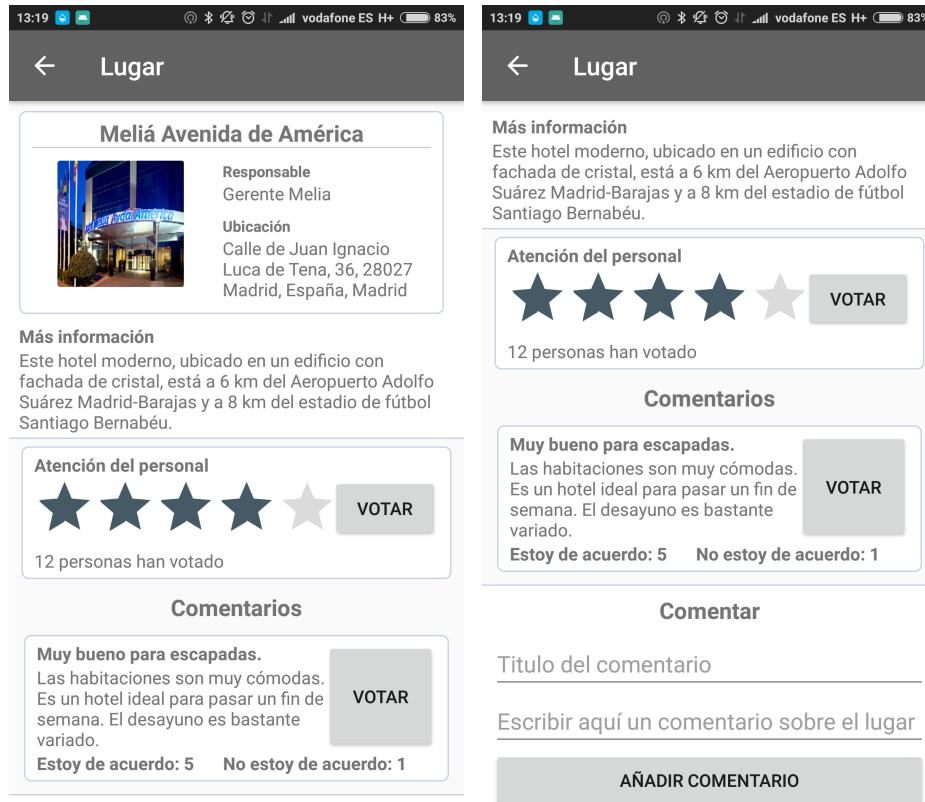 13:19 vodafone ES H+ 83%
Lugar
Meliá Avenida de América
Responsable
Gerente Melia
Ubicación
Calle de Juan Ignacio
Luca de Tena, 36, 28027
Madrid, España, Madrid
Más información
Este hotel moderno, ubicado en un edificio con
fachada de cristal, está a 6 km del Aeropuerto Adolfo
Suárez Madrid-Barajas y a 8 km del estadio de fútbol
Santiago Bernabéu.
Atención del personal
VOTAR
12 personas han votado
Comentarios
Muy bueno para escapadas.
Las habitaciones son muy cómodas.
Es un hotel ideal para pasar un fin de
semana. El desayuno es bastante
variado.
VOTAR
Estoy de acuerdo: 5 No estoy de acuerdo: 1
13:19 vodafone ES H+ 83%
Lugar
Más información
Este hotel moderno, ubicado en un edificio con
fachada de cristal, está a 6 km del Aeropuerto Adolfo
Suárez Madrid-Barajas y a 8 km del estadio de fútbol
Santiago Bernabéu.
Atención del personal
VOTAR
12 personas han votado
Comentarios
Muy bueno para escapadas.
Las habitaciones son muy cómodas.
Es un hotel ideal para pasar un fin de
semana. El desayuno es bastante
variado.
VOTAR
Estoy de acuerdo: 5 No estoy de acuerdo: 1
Comentar
Titulo del comentario
Escribir aquí un comentario sobre el lugar
AÑADIR COMENTARIO